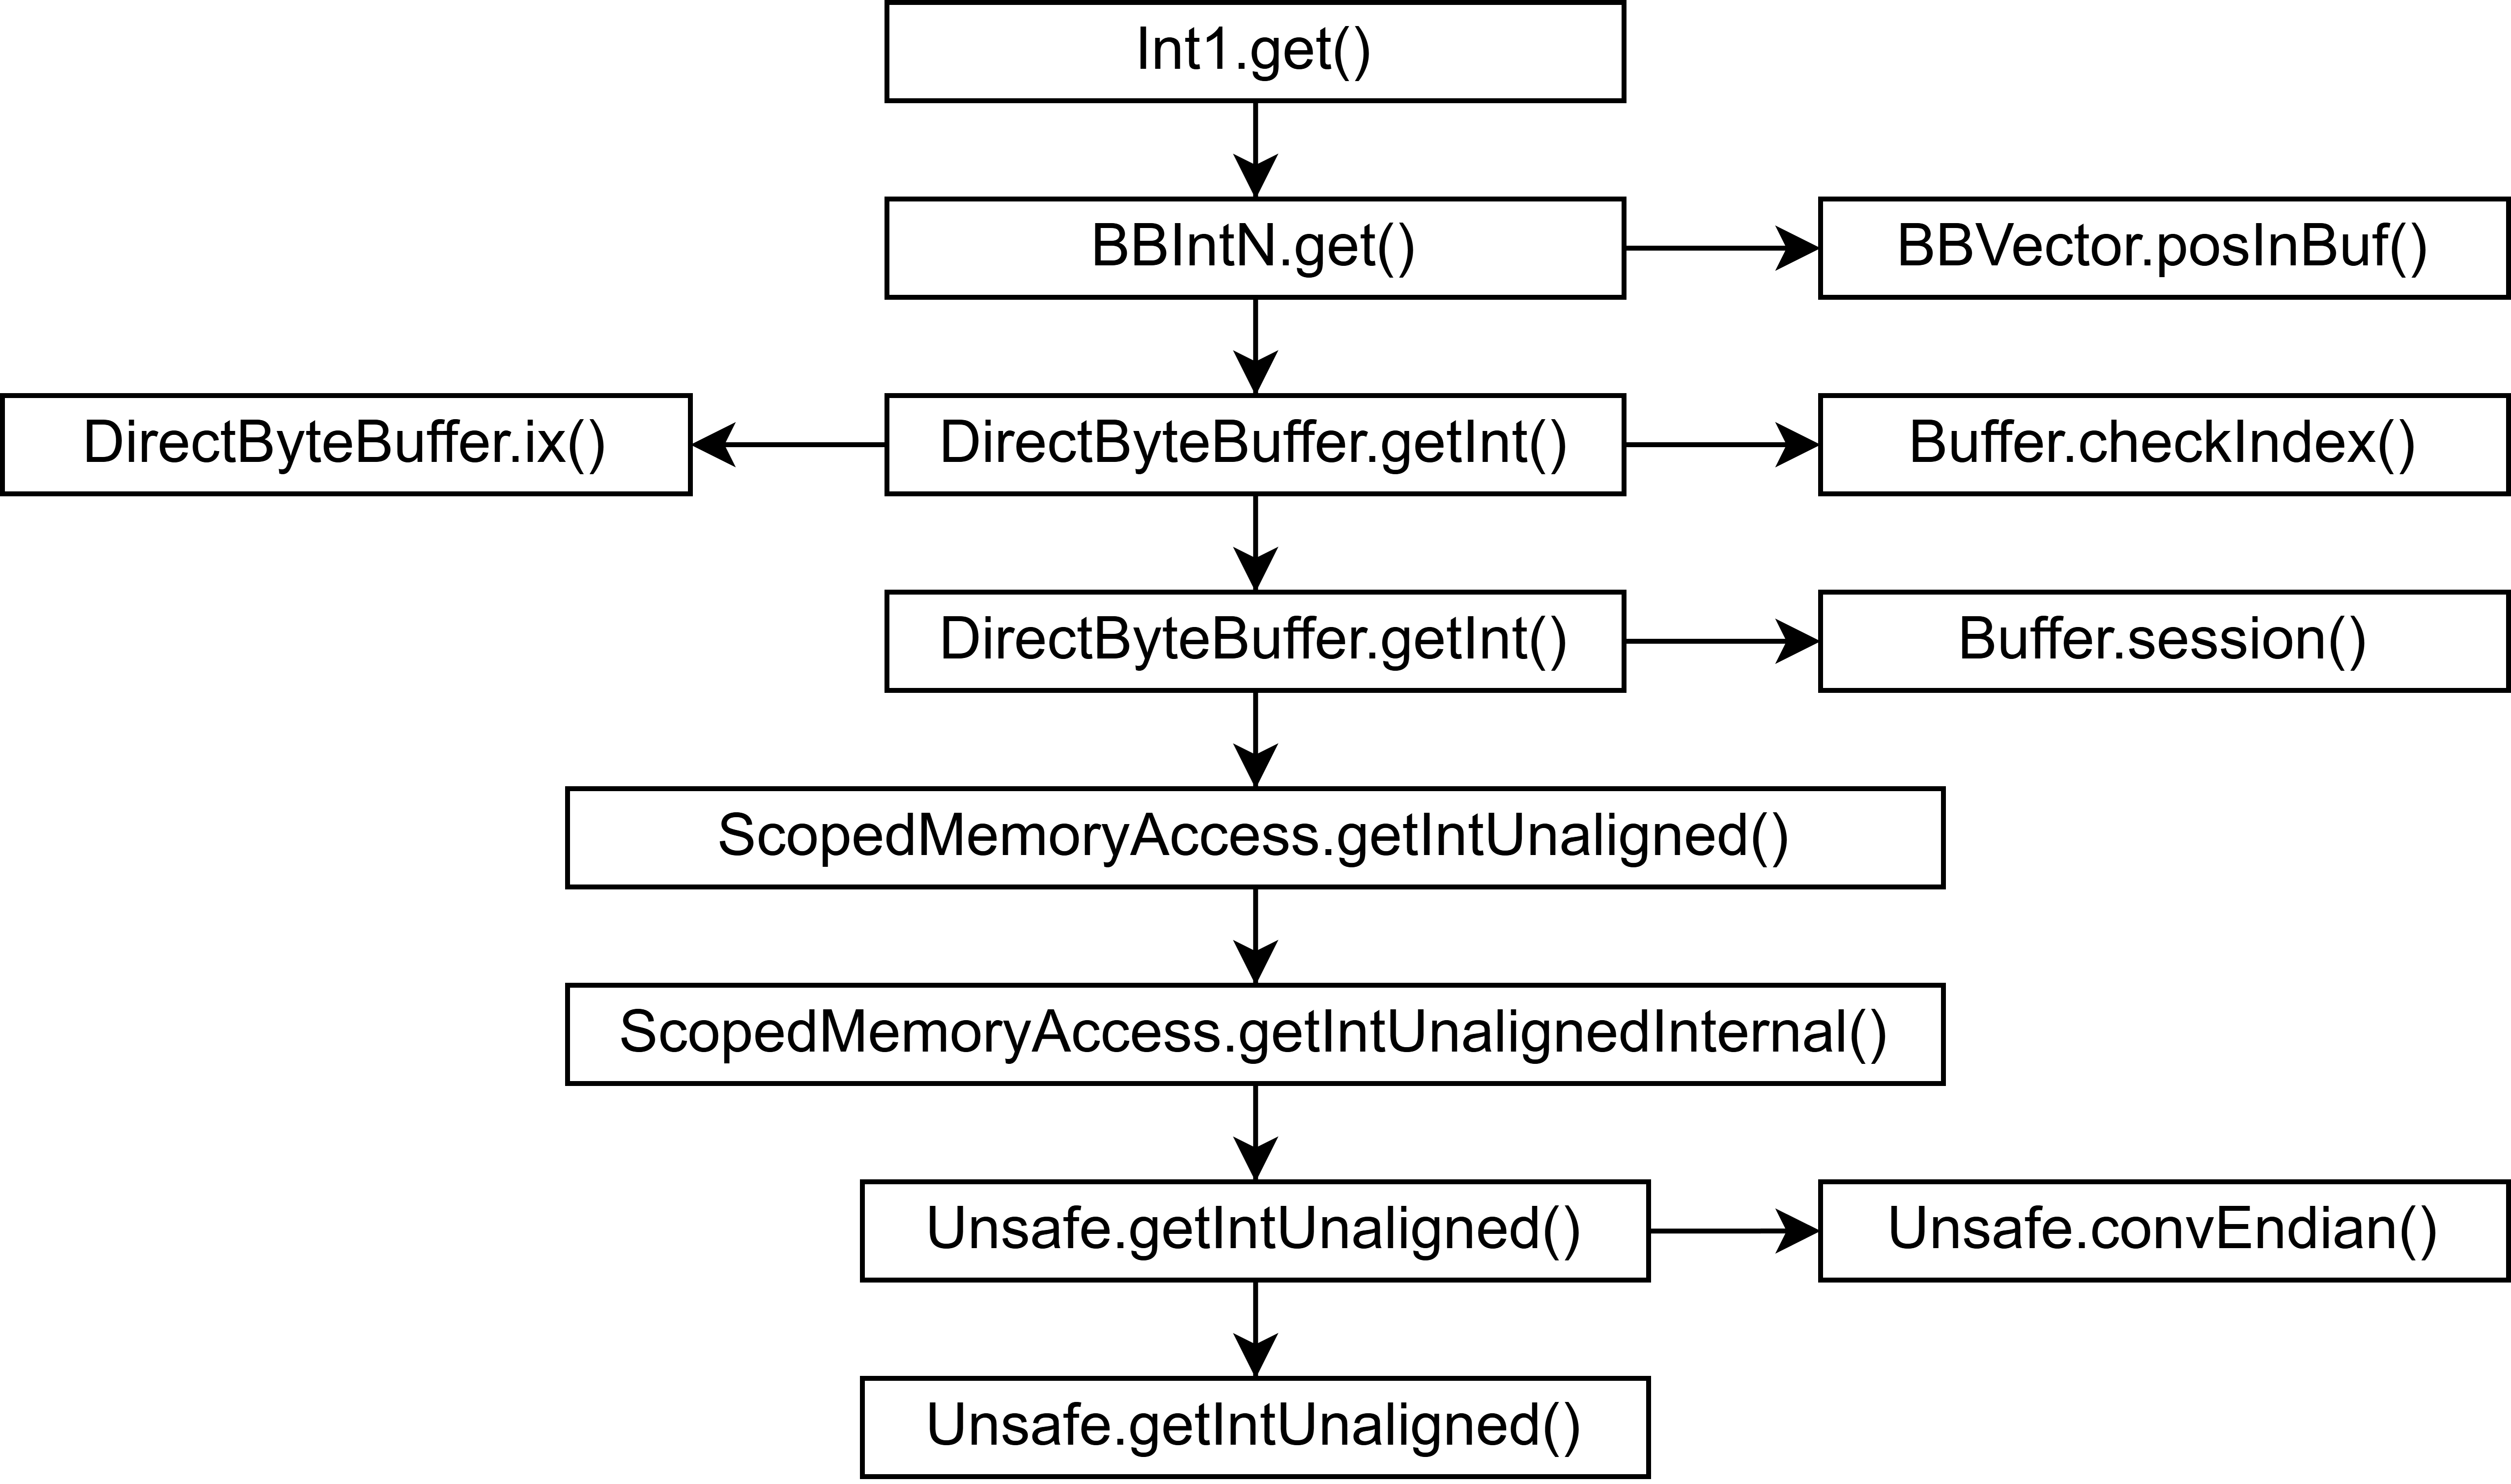 Int1.get()
BBIntN.get()
BBVector.posInBuf()
DirectByteBuffer.ix()
DirectByteBuffer.getInt()
Buffer.checkIndex()
DirectByteBuffer.getInt()
Buffer.session()
ScopedMemoryAccess.getIntUnaligned()
ScopedMemoryAccess.getIntUnalignedInternal()
Unsafe.getIntUnaligned()
Unsafe.convEndian()
Unsafe.getIntUnaligned()